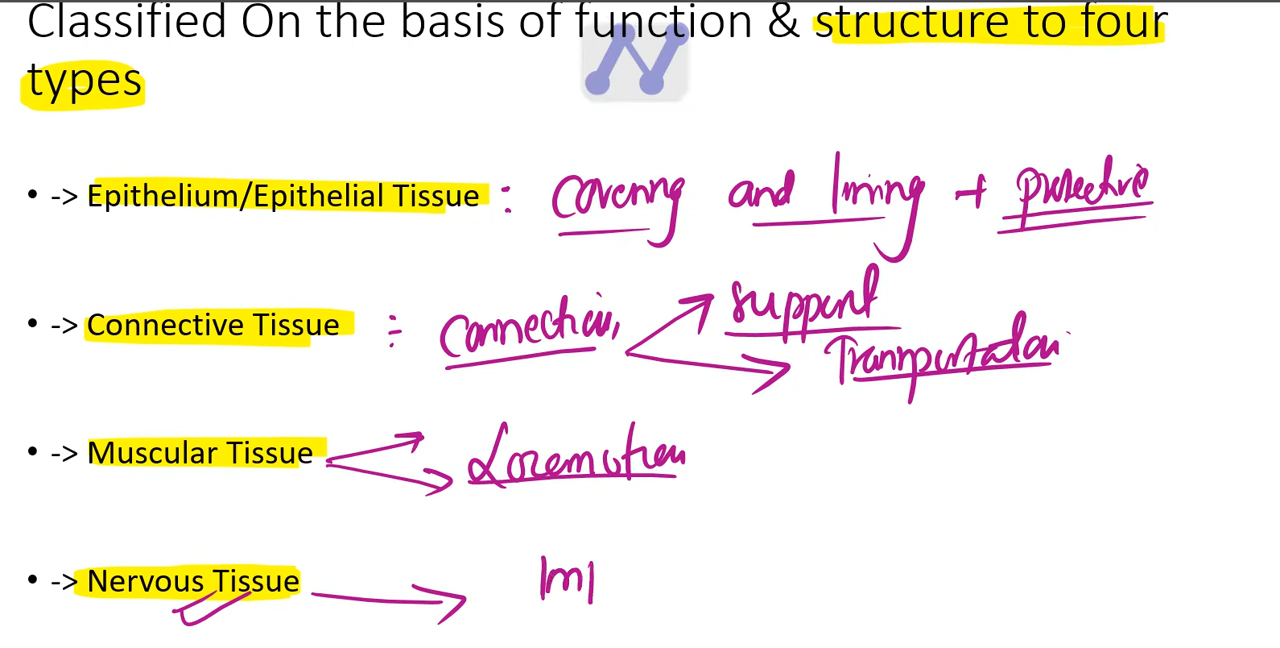 Classified On the basis of function & structure to four
types
• -> Epithelium/Epithelial Tissue : covering and lining + protective
• -> Connective Tissue : Connection, support
Transportation
• -> Muscular Tissue Locomotion
• -> Nervous Tissue